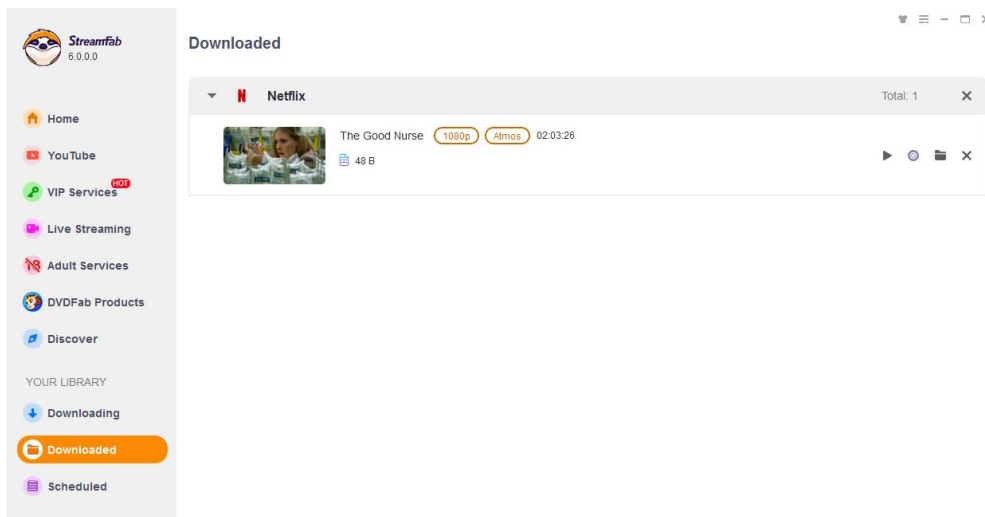 StreamFab
6.0.0.0
Downloaded
Netflix
Total: 1
The Good Nurse 1080p Atmos 02:03:26
48 B
Home
YouTube
VIP Services HOT
Live Streaming
Adult Services
DVDFab Products
Discover
YOUR LIBRARY
Downloading
Downloaded
Scheduled